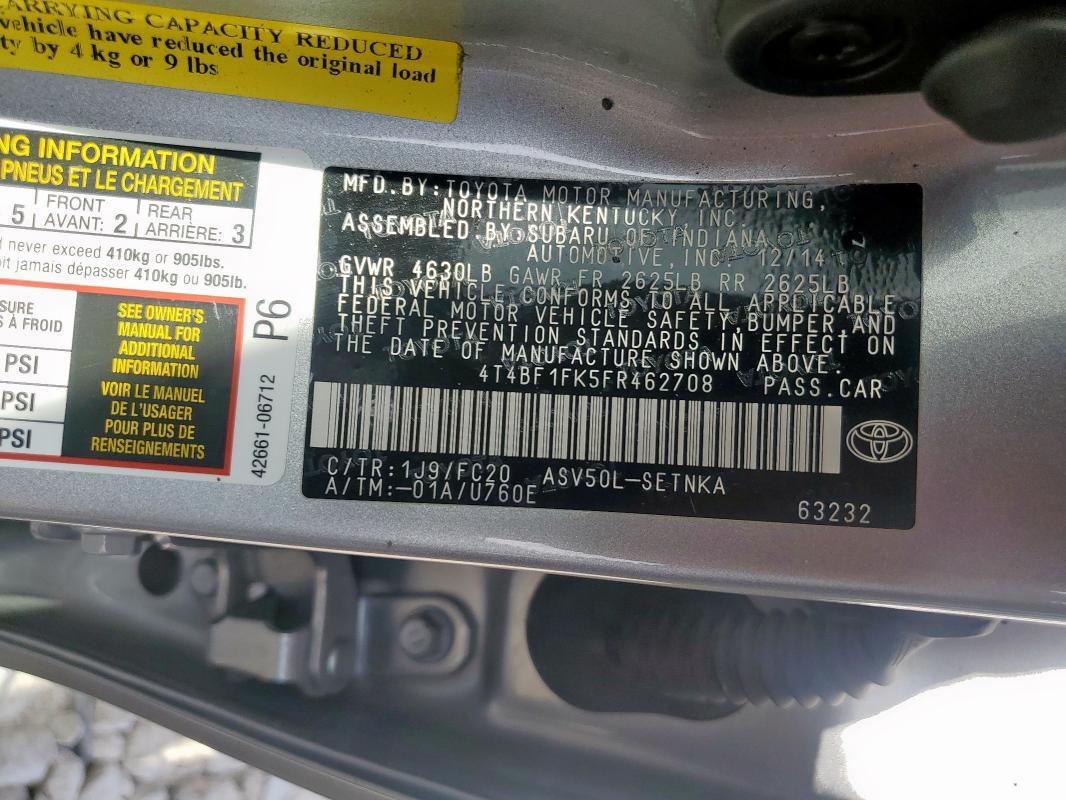 ARRYING CAPACITY REDUCED
vehicle have reduced the original load
ty by 4 kg or 9 lbs
NG INFORMATION
PNEUS ET LE CHARGEMENT
5 FRONT AVANT: 2 REAR ARRIÈRE: 3
d never exceed 410kg or 905lbs.
oit jamais dépasser 410kg ou 905lb.
SURE
S À FROID
PSI
PSI
PSI
SEE OWNER'S
MANUAL FOR
ADDITIONAL
INFORMATION
VOIR LE MANUEL
DE L'USAGER
POUR PLUS DE
RENSEIGNEMENTS
P6
42661-06712
MFD.BY:TOYOTA MOTOR MANUFACTURING,
NORTHERN KENTUCKY,INC
ASSEMBLED BY:SUBARU OF INDIANA
AUTOMOTIVE,INC. 12/14
GVWR 4630LB GAWR FR 2625LB RR 2625LB
THIS VEHICLE CONFORMS TO ALL APPLICABLE
FEDERAL MOTOR VEHICLE SAFETY,BUMPER,AND
THEFT PREVENTION STANDARDS IN EFFECT ON
THE DATE OF MANUFACTURE SHOWN ABOVE.
4T4BF1FK5FR462708 PASS.CAR
C/TR:1J9/FC20 ASV50L-SETNKA
A/TM:-01A/U760E
63232